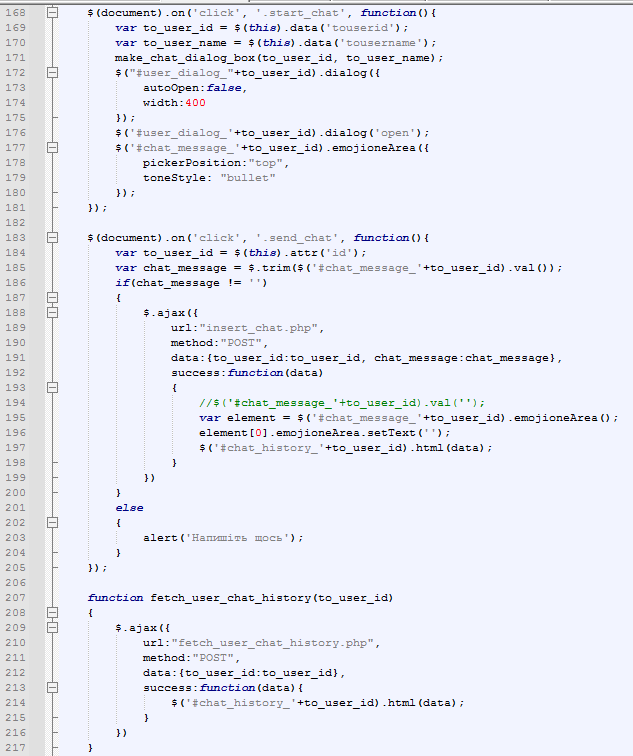 168 $(document).on('click', '.start_chat', function(){
169 var to_user_id = $(this).data('touserid');
170 var to_user_name = $(this).data('tousername');
171 make_chat_dialog_box(to_user_id, to_user_name);
172 $("#user_dialog_"+to_user_id).dialog({
173 autoOpen:false,
174 width:400
175 });
176 $('#user_dialog_'+to_user_id).dialog('open');
177 $('#chat_message_'+to_user_id).emojioneArea({
178 pickerPosition:"top",
179 toneStyle: "bullet"
180 });
181 });
182
183 $(document).on('click', '.send_chat', function(){
184 var to_user_id = $(this).attr('id');
185 var chat_message = $.trim($('#chat_message_'+to_user_id).val());
186 if(chat_message != '')
187 {
188 $.ajax({
189 url:"insert_chat.php",
190 method:"POST",
191 data:{to_user_id:to_user_id, chat_message:chat_message},
192 success:function(data)
193 {
194 //$('#chat_message_'+to_user_id).val('');
195 var element = $('#chat_message_'+to_user_id).emojioneArea();
196 element[0].emojioneArea.setText('');
197 $('#chat_history_'+to_user_id).html(data);
198 }
199 })
200 }
201 else
202 {
203 alert('Напишіть щось');
204 }
205 });
206
207 function fetch_user_chat_history(to_user_id)
208 {
209 $.ajax({
210 url:"fetch_user_chat_history.php",
211 method:"POST",
212 data:{to_user_id:to_user_id},
213 success:function(data){
214 $('#chat_history_'+to_user_id).html(data);
215 }
216 })
217 }